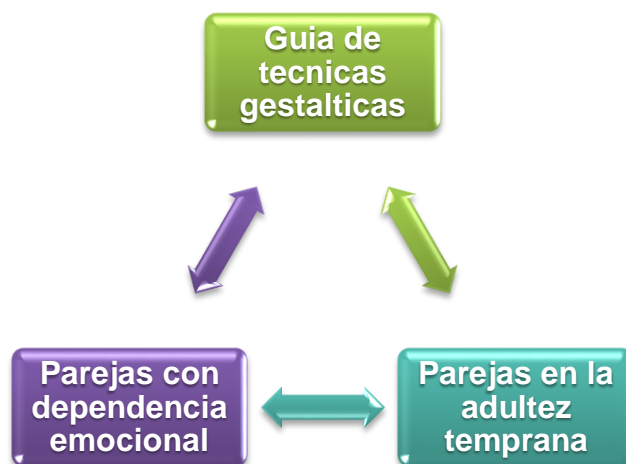 Guia de
tecnicas
gestalticas
Parejas con
dependencia
emocional
Parejas en la
adultez
temprana